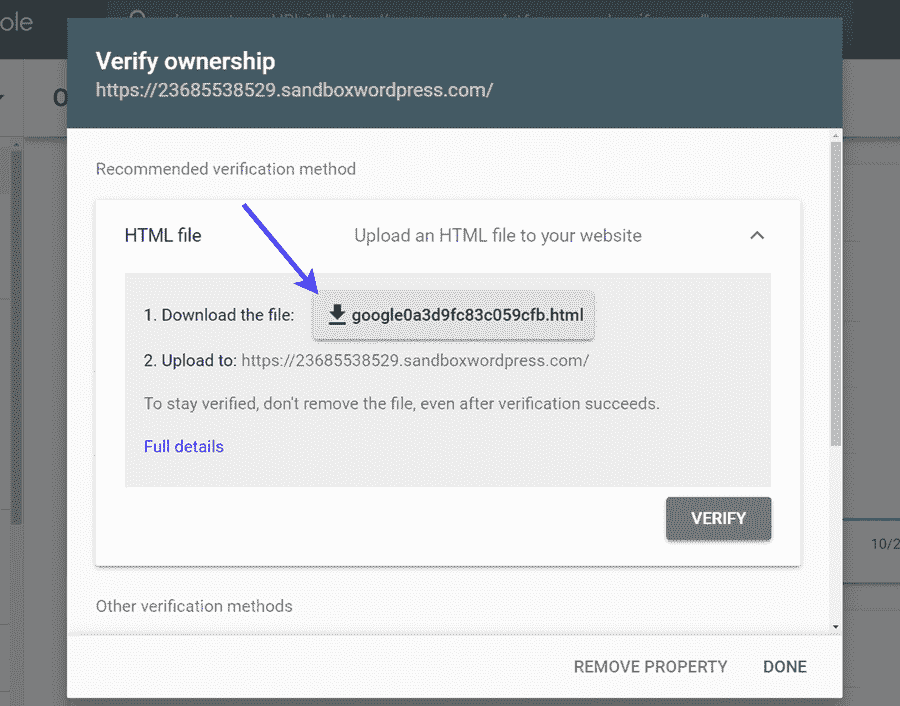 ole
Verify ownership
https://23685538529.sandboxwordpress.com/
Recommended verification method
HTML file
Upload an HTML file to your website
1. Download the file: google0a3d9fc83c059cfb.html
2. Upload to: https://23685538529.sandboxwordpress.com/
To stay verified, don't remove the file, even after verification succeeds.
Full details
VERIFY
10/2
Other verification methods
REMOVE PROPERTY
DONE